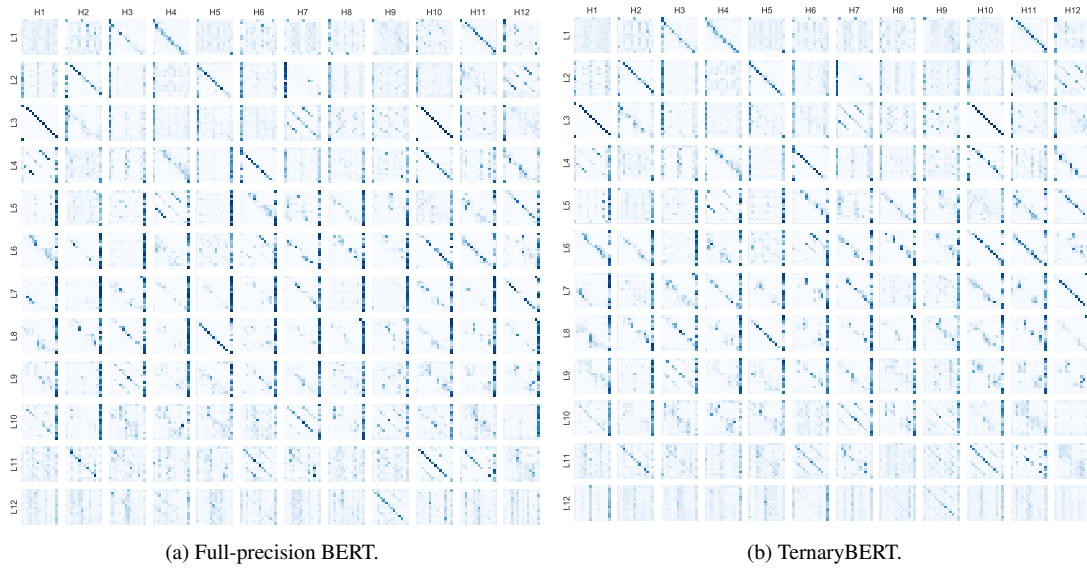 H1 H2 H3 H4 H5 H6 H7 H8 H9 H10 H11 H12
L1
L2
L3
L4
L5
L6
L7
L8
L9
L10
L11
L12
(a) Full-precision BERT.
H1 H2 H3 H4 H5 H6 H7 H8 H9 H10 H11 H12
L1
L2
L3
L4
L5
L6
L7
L8
L9
L10
L11
L12
(b) TernaryBERT.